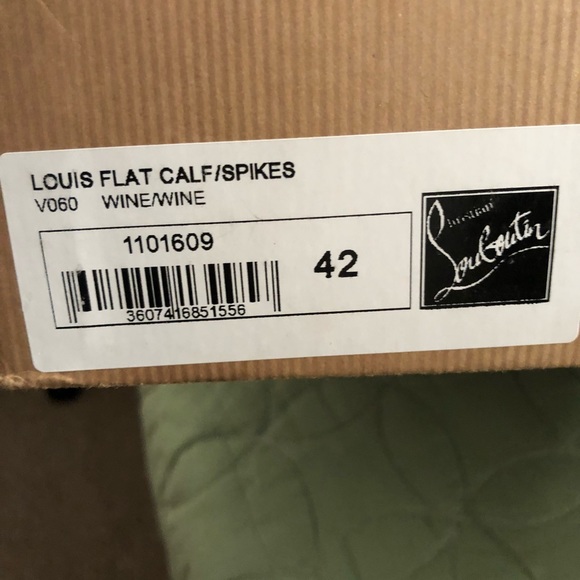 LOUIS FLAT CALF/SPIKES
V060 WINE/WINE
1101609
42
3607416851556
Christian
Louboutin